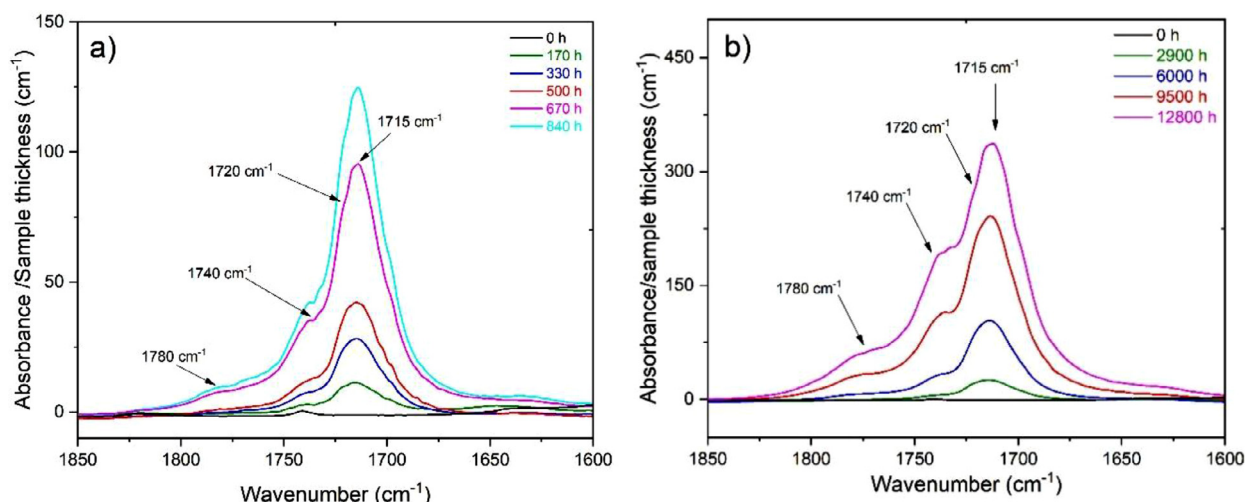 a)
0 h
170 h
330 h
500 h
670 h
840 h
1715 cm⁻¹
1720 cm⁻¹
1740 cm⁻¹
1780 cm⁻¹
150
100
50
0
1850 1800 1750 1700 1650 1600
Absorbance /Sample thickness (cm⁻¹)
Wavenumber (cm⁻¹)
b)
0 h
2900 h
6000 h
9500 h
12800 h
1715 cm⁻¹
1720 cm⁻¹
1740 cm⁻¹
1780 cm⁻¹
450
300
150
0
1850 1800 1750 1700 1650 1600
Absorbance/sample thickness (cm⁻¹)
Wavenumber (cm⁻¹)